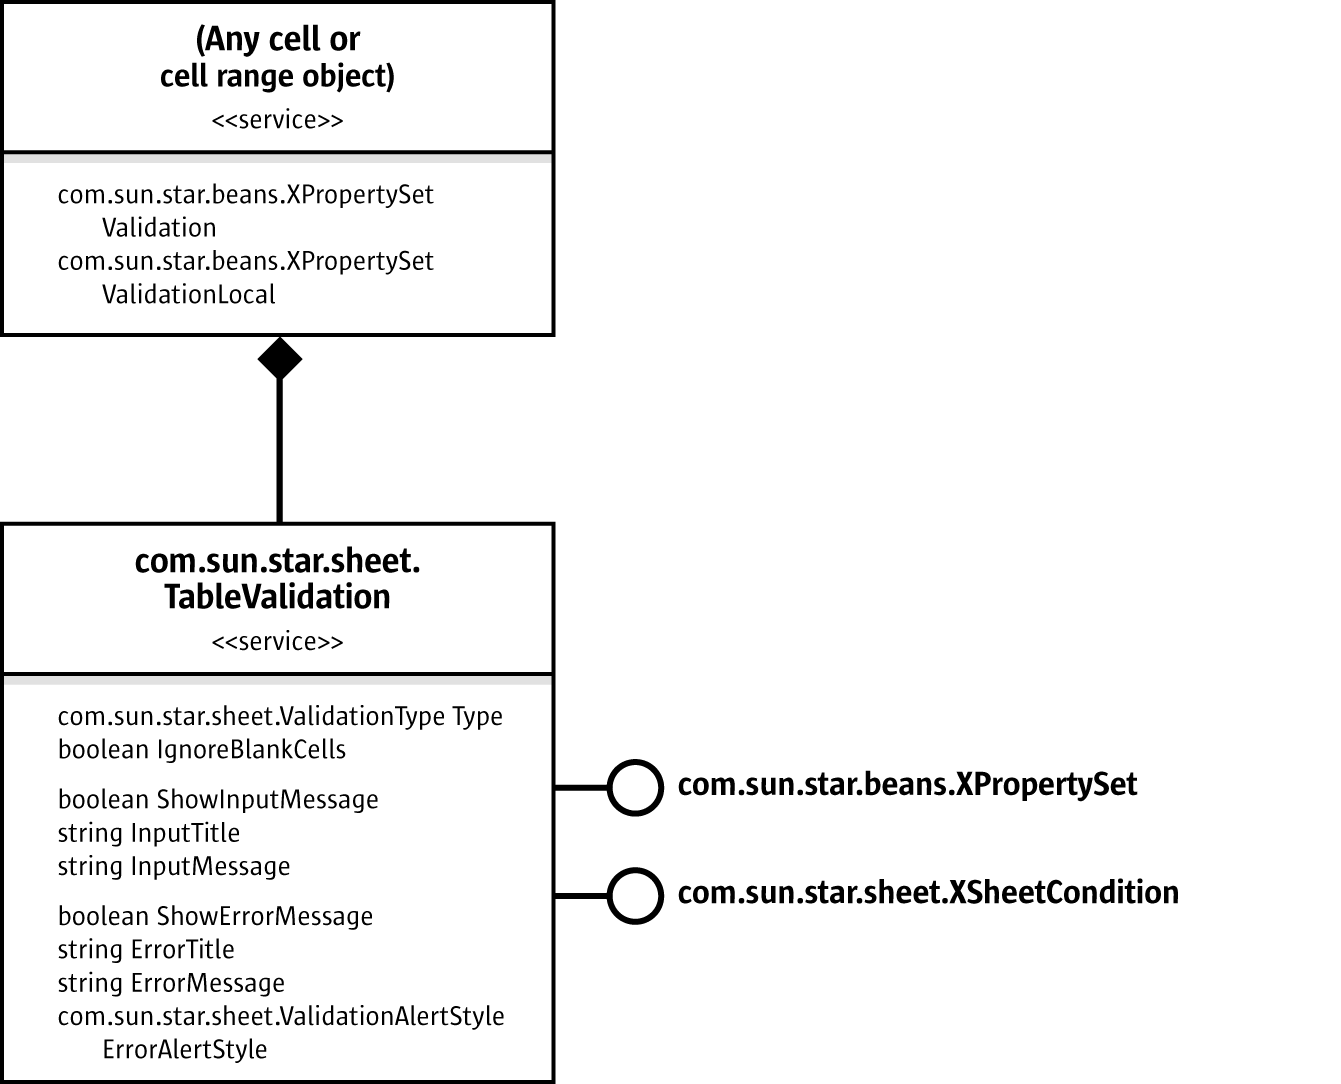 (Any cell or
cell range object)
<<service>>
com.sun.star.beans.XPropertySet
Validation
com.sun.star.beans.XPropertySet
ValidationLocal
com.sun.star.sheet.
TableValidation
<<service>>
com.sun.star.sheet.ValidationType Type
boolean IgnoreBlankCells
boolean ShowInputMessage
string InputTitle
string InputMessage
boolean ShowErrorMessage
string ErrorTitle
string ErrorMessage
com.sun.star.sheet.ValidationAlertStyle
ErrorAlertStyle
com.sun.star.beans.XPropertySet
com.sun.star.sheet.XSheetCondition